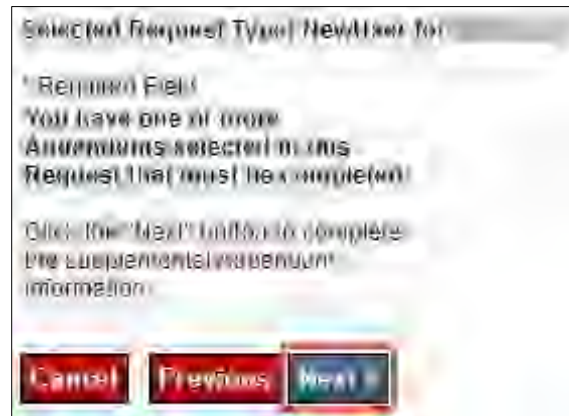 Selected Request Type: NewUser for
* Required Field
You have one or more
Addendums selected in this
Request that must be completed.
Click the "Next" button to complete
the supplemental/addendum
information.
Cancel
Previous
Next >